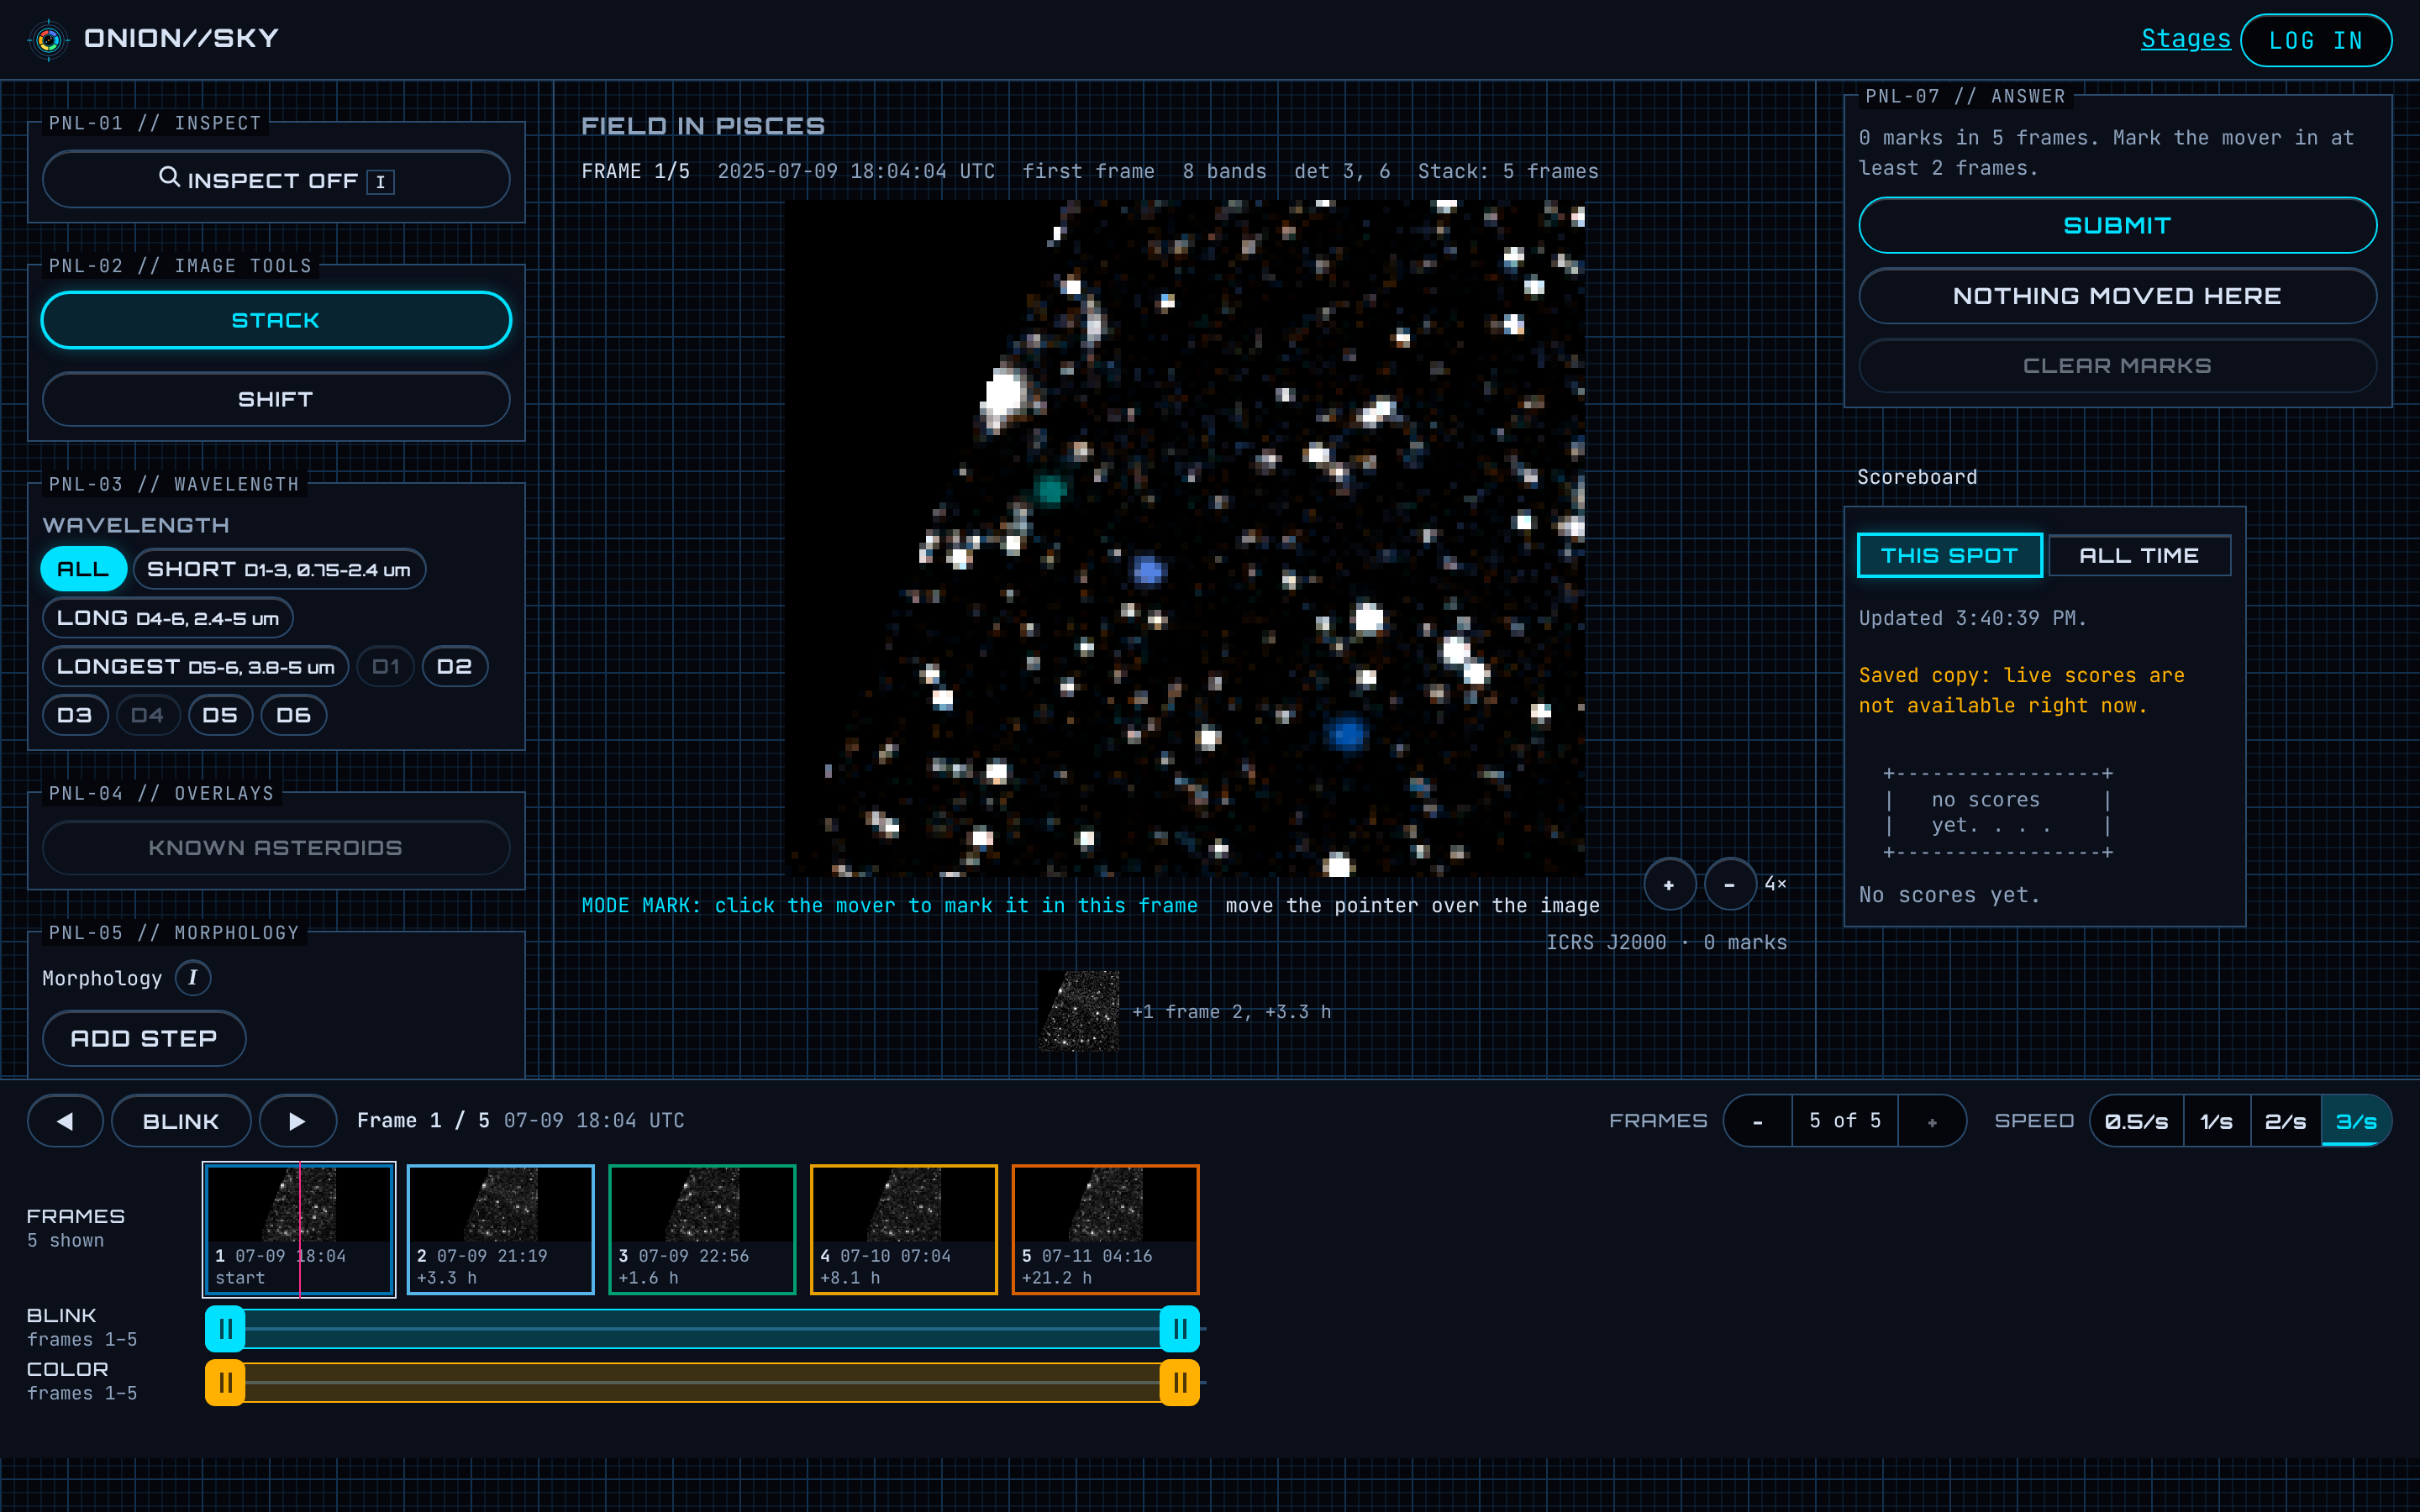 ONION//SKY
Stages
LOG IN
PNL-01 // INSPECT
INSPECT OFF I
PNL-02 // IMAGE TOOLS
STACK
SHIFT
PNL-03 // WAVELENGTH
WAVELENGTH
ALL
SHORT D1-3, 0.75-2.4 um
LONG D4-6, 2.4-5 um
LONGEST D5-6, 3.8-5 um
D1
D2
D3
D4
D5
D6
PNL-04 // OVERLAYS
KNOWN ASTEROIDS
PNL-05 // MORPHOLOGY
Morphology I
ADD STEP
FIELD IN PISCES
FRAME 1/5 2025-07-09 18:04:04 UTC first frame 8 bands det 3, 6 Stack: 5 frames
MODE MARK: click the mover to mark it in this frame move the pointer over the image
+ - 4×
ICRS J2000 · 0 marks
+1 frame 2, +3.3 h
PNL-07 // ANSWER
0 marks in 5 frames. Mark the mover in at
least 2 frames.
SUBMIT
NOTHING MOVED HERE
CLEAR MARKS
Scoreboard
THIS SPOT
ALL TIME
Updated 3:40:39 PM.
Saved copy: live scores are
not available right now.
+-----------------+
| no scores |
| yet. . . . |
+-----------------+
No scores yet.
BLINK
Frame 1 / 5 07-09 18:04 UTC
FRAMES - 5 of 5 +
SPEED 0.5/s 1/s 2/s 3/s
FRAMES
5 shown
1 07-09 18:04
start
2 07-09 21:19
+3.3 h
3 07-09 22:56
+1.6 h
4 07-10 07:04
+8.1 h
5 07-11 04:16
+21.2 h
BLINK
frames 1-5
COLOR
frames 1-5